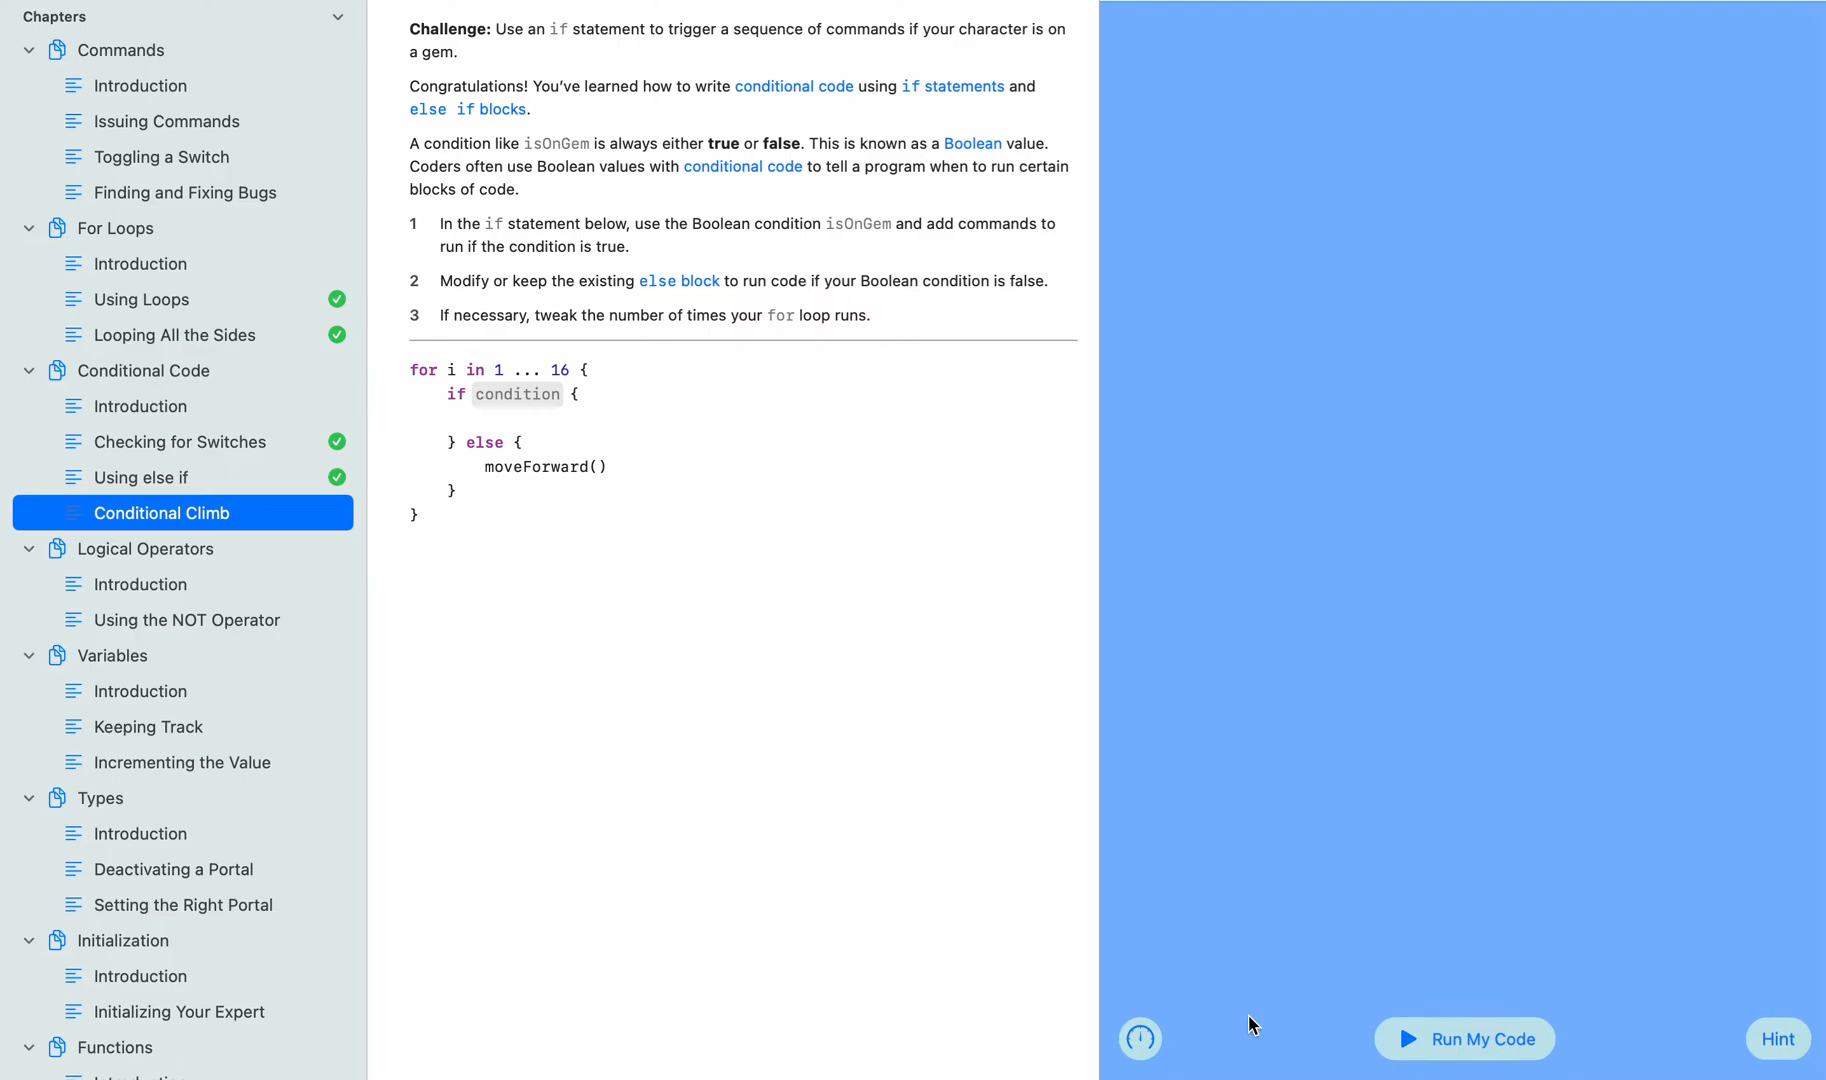 Chapters
Commands
Introduction
Issuing Commands
Toggling a Switch
Finding and Fixing Bugs
For Loops
Introduction
Using Loops
Looping All the Sides
Conditional Code
Introduction
Checking for Switches
Using else if
Conditional Climb
Logical Operators
Introduction
Using the NOT Operator
Variables
Introduction
Keeping Track
Incrementing the Value
Types
Introduction
Deactivating a Portal
Setting the Right Portal
Initialization
Introduction
Initializing Your Expert
Functions
Challenge: Use an if statement to trigger a sequence of commands if your character is on
a gem.
Congratulations! You've learned how to write conditional code using if statements and
else if blocks.
A condition like isOnGem is always either true or false. This is known as a Boolean value.
Coders often use Boolean values with conditional code to tell a program when to run certain
blocks of code.
1 In the if statement below, use the Boolean condition isOnGem and add commands to
run if the condition is true.
2 Modify or keep the existing else block to run code if your Boolean condition is false.
3 If necessary, tweak the number of times your for loop runs.
for i in 1 ... 16 {
if condition {
} else {
moveForward()
}
}
Run My Code
Hint